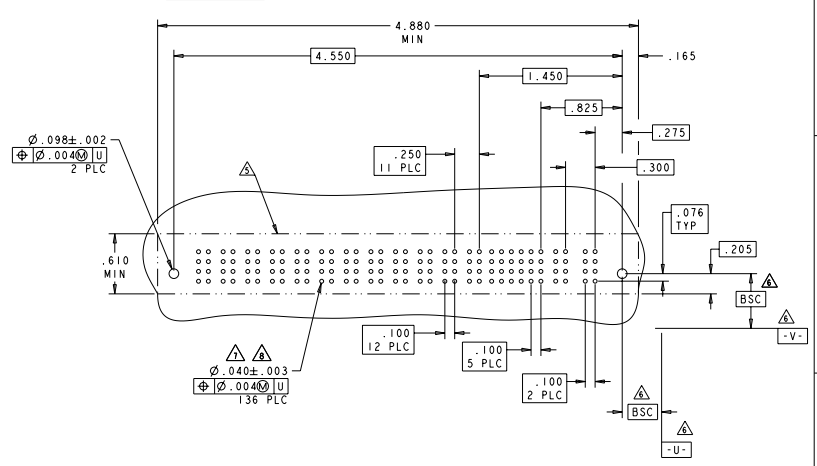 4.880
MIN
4.550
.165
1.450
.825
Ø.098±.002
⌖ Ø.004Ⓜ U
2 PLC
.275
.250
11 PLC
.300
5
.076
TYP
.205
.610
MIN
6
BSC
6
-V-
.100
12 PLC
.100
5 PLC
7 8
Ø.040±.003
⌖ Ø.004Ⓜ U
136 PLC
.100
2 PLC
6
BSC
6
-U-